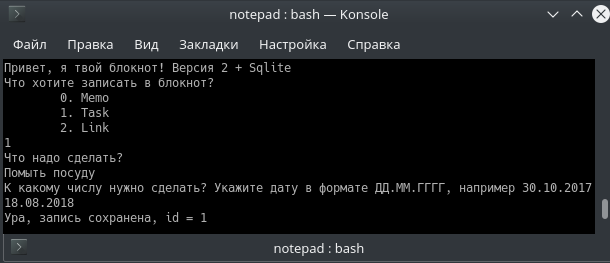 notepad : bash — Konsole
Файл Правка Вид Закладки Настройка Справка
Привет, я твой блокнот! Версия 2 + Sqlite
Что хотите записать в блокнот?
0. Memo
1. Task
2. Link
1
Что надо сделать?
Помыть посуду
К какому числу нужно сделать? Укажите дату в формате ДД.ММ.ГГГГ, например 30.10.2017
18.08.2018
Ура, запись сохранена, id = 1
notepad : bash